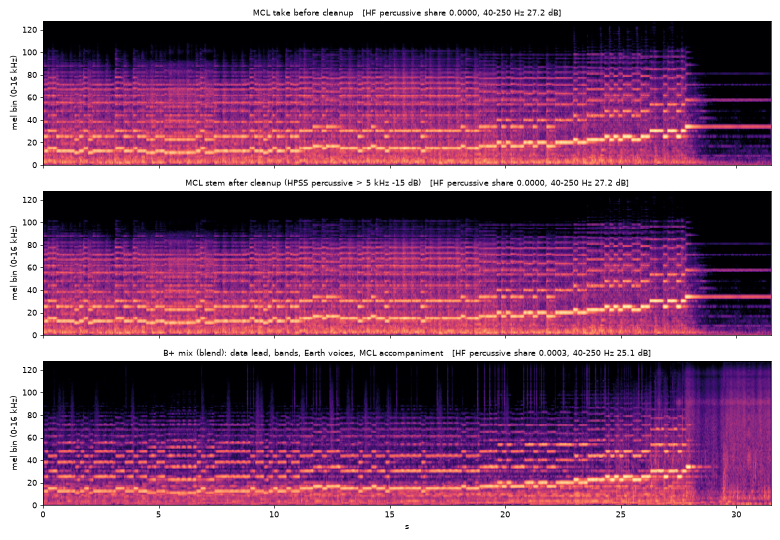 MCL take before cleanup [HF percussive share 0.0000, 40-250 Hz 27.2 dB]
mel bin (0-16 kHz)
120
100
80
60
40
20
0
MCL stem after cleanup (HPSS percussive > 5 kHz -15 dB) [HF percussive share 0.0000, 40-250 Hz 27.2 dB]
mel bin (0-16 kHz)
120
100
80
60
40
20
0
B+ mix (blend): data lead, bands, Earth voices, MCL accompaniment [HF percussive share 0.0003, 40-250 Hz 25.1 dB]
mel bin (0-16 kHz)
120
100
80
60
40
20
0
0 5 10 15 20 25 30
s